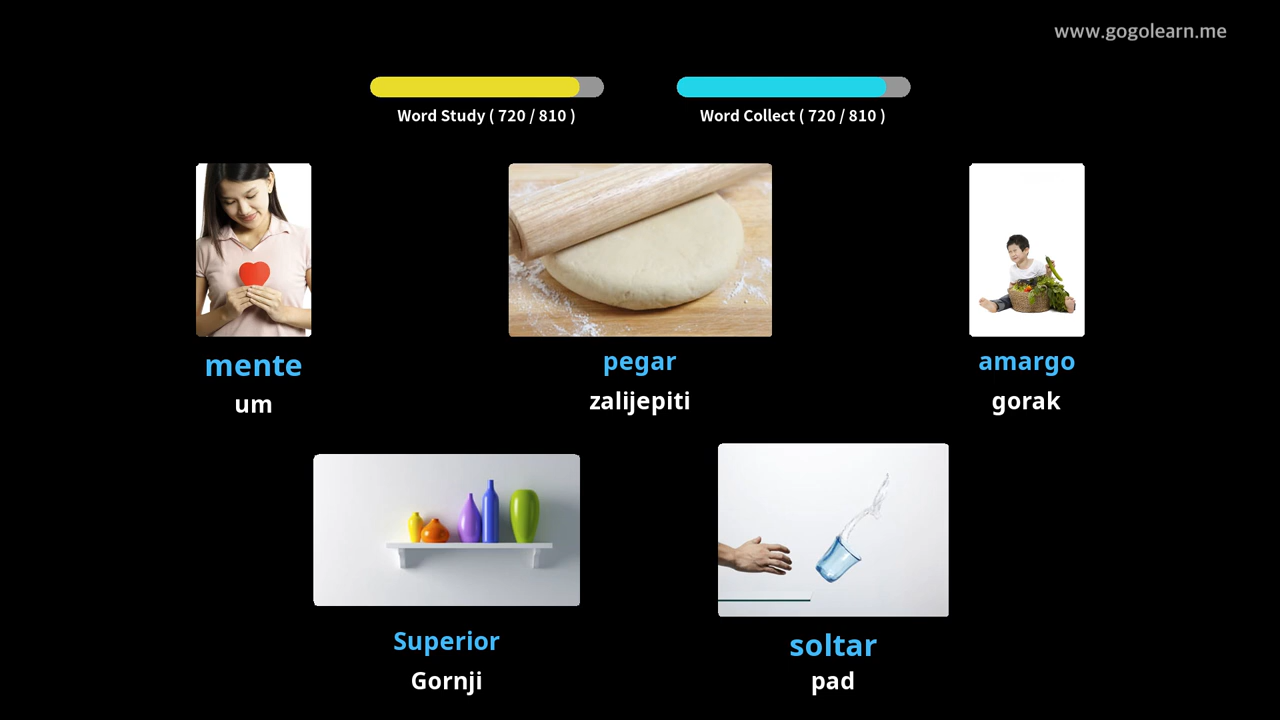 www.gogolearn.me
Word Study ( 720 / 810 )
Word Collect ( 720 / 810 )
mente
um
pegar
zalijepiti
amargo
gorak
Superior
Gornji
soltar
pad